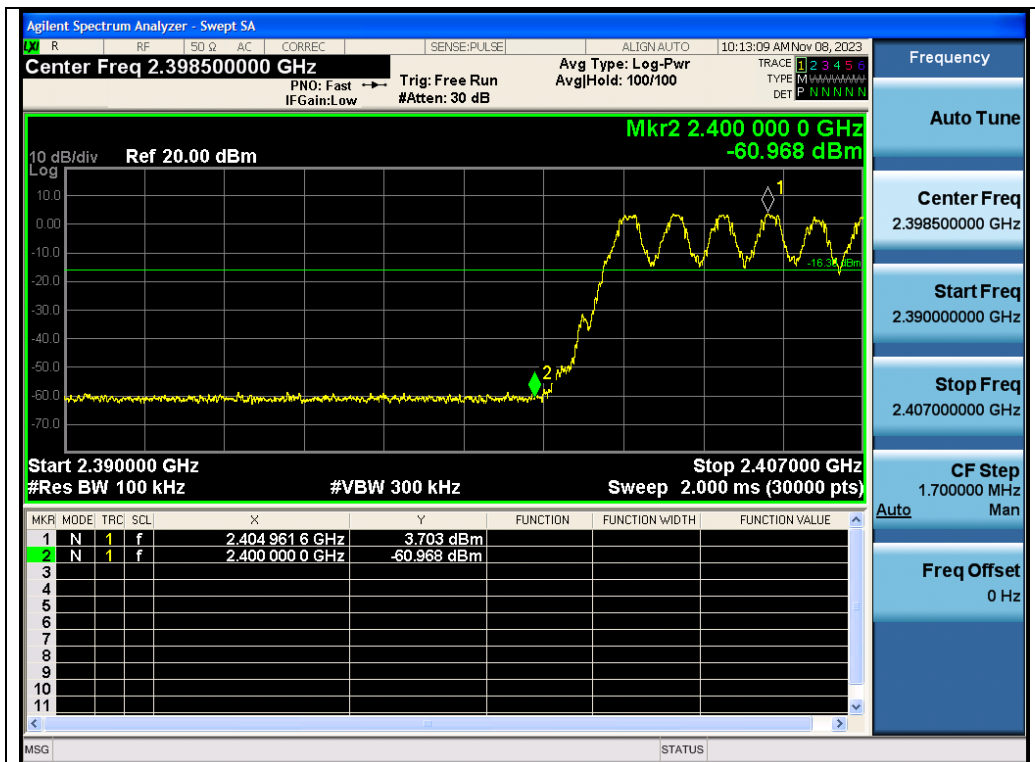 Agilent Spectrum Analyzer - Swept SA
LXI R RF 50 Ω AC CORREC SENSE:PULSE ALIGN AUTO 10:13:09 AM Nov 08, 2023
Center Freq 2.398500000 GHz
PNO: Fast
IFGain:Low
Trig: Free Run
#Atten: 30 dB
Avg Type: Log-Pwr
Avg|Hold: 100/100
TRACE 1 2 3 4 5 6
TYPE M
DET P N N N N N
Mkr2 2.400 000 0 GHz
-60.968 dBm
10 dB/div Ref 20.00 dBm
Log
10.0
0.00
-10.0
-20.0
-30.0
-40.0
-50.0
-60.0
-70.0
1
2
Start 2.390000 GHz Stop 2.407000 GHz
#Res BW 100 kHz #VBW 300 kHz Sweep 2.000 ms (30000 pts)
MKR MODE TRC SCL X Y FUNCTION FUNCTION WIDTH FUNCTION VALUE
1 N 1 f 2.404 961 6 GHz 3.703 dBm
2 N 1 f 2.400 000 0 GHz -60.968 dBm
3
4
5
6
7
8
9
10
11
MSG STATUS
Frequency
Auto Tune
Center Freq
2.398500000 GHz
Start Freq
2.390000000 GHz
Stop Freq
2.407000000 GHz
CF Step
1.700000 MHz
Auto Man
Freq Offset
0 Hz